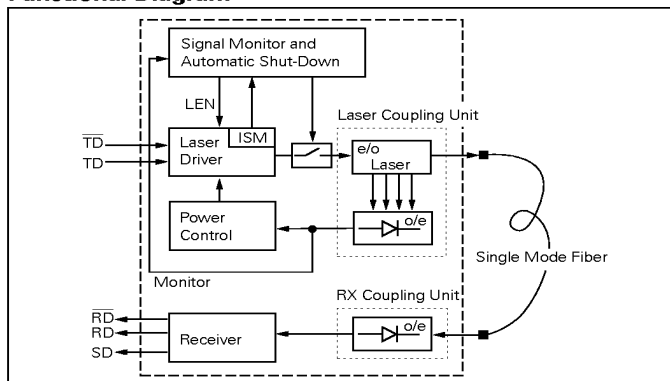 Functional Diagram
Signal Monitor and
Automatic Shut-Down
LEN
Laser Coupling Unit
TD
TD
Laser
Driver
ISM
e/o
Laser
Power
Control
o/e
Single Mode Fiber
Monitor
RX Coupling Unit
RD
RD
SD
Receiver
o/e